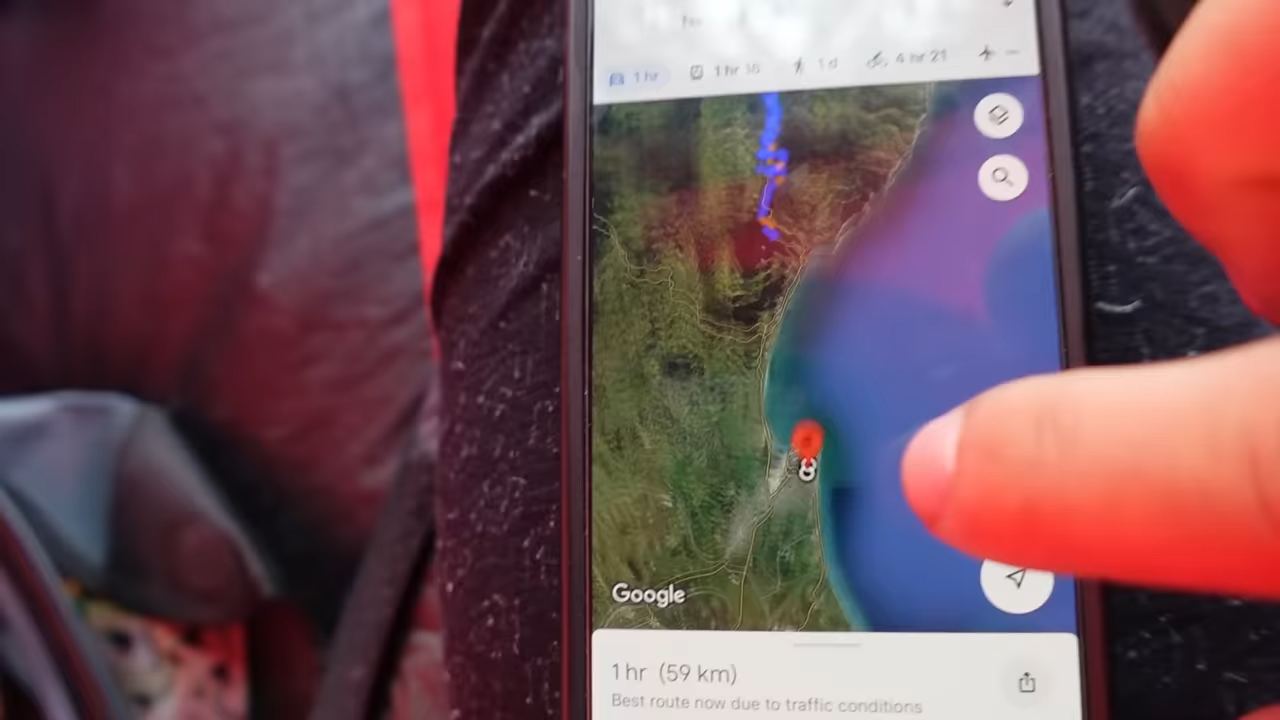 1 hr 1 hr 16 1 d 4 hr 21 —
Google
1 hr (59 km)
Best route now due to traffic conditions